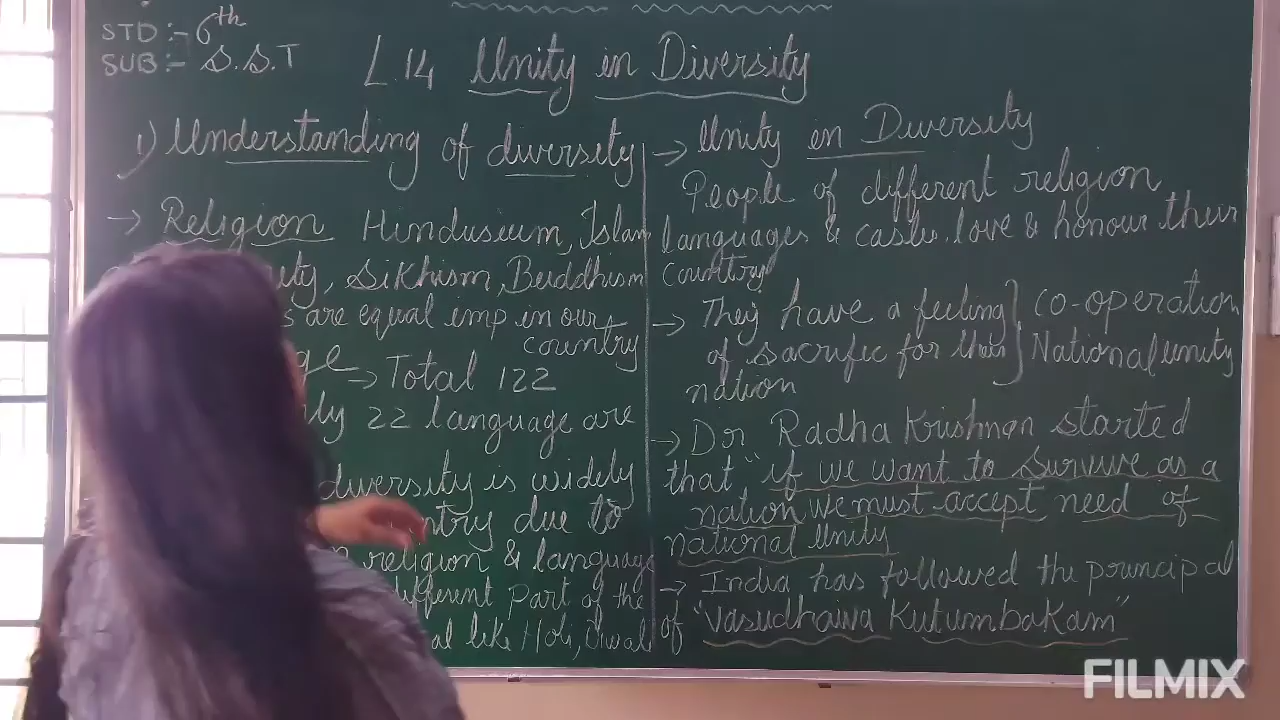 STD :- 6th
SUB :- S.S.T
L.14 Unity in Diversity
1) Understanding of diversity
→ Religion Hinduseium, Islam
ity, Sikhism, Beuddhism
s are equal imp in our
country
ge → Total 122
ly 22 language are
diversity is widely
ntry due to
n religion & language
ifferent part of the
al like Holi, Diwal
→ Unity in Diversity
People of different religion
languages & caste. love & honour their
country
→ They have a feeling } co-operation
of sacrific for their } National unity
nation
→ Dr Radha Krishnan started
that "if we want to survive as a
nation we must accept need of
national Unity
→ India has followed the principal
of "Vasudhaiva Kutumbakam"
FILMIX